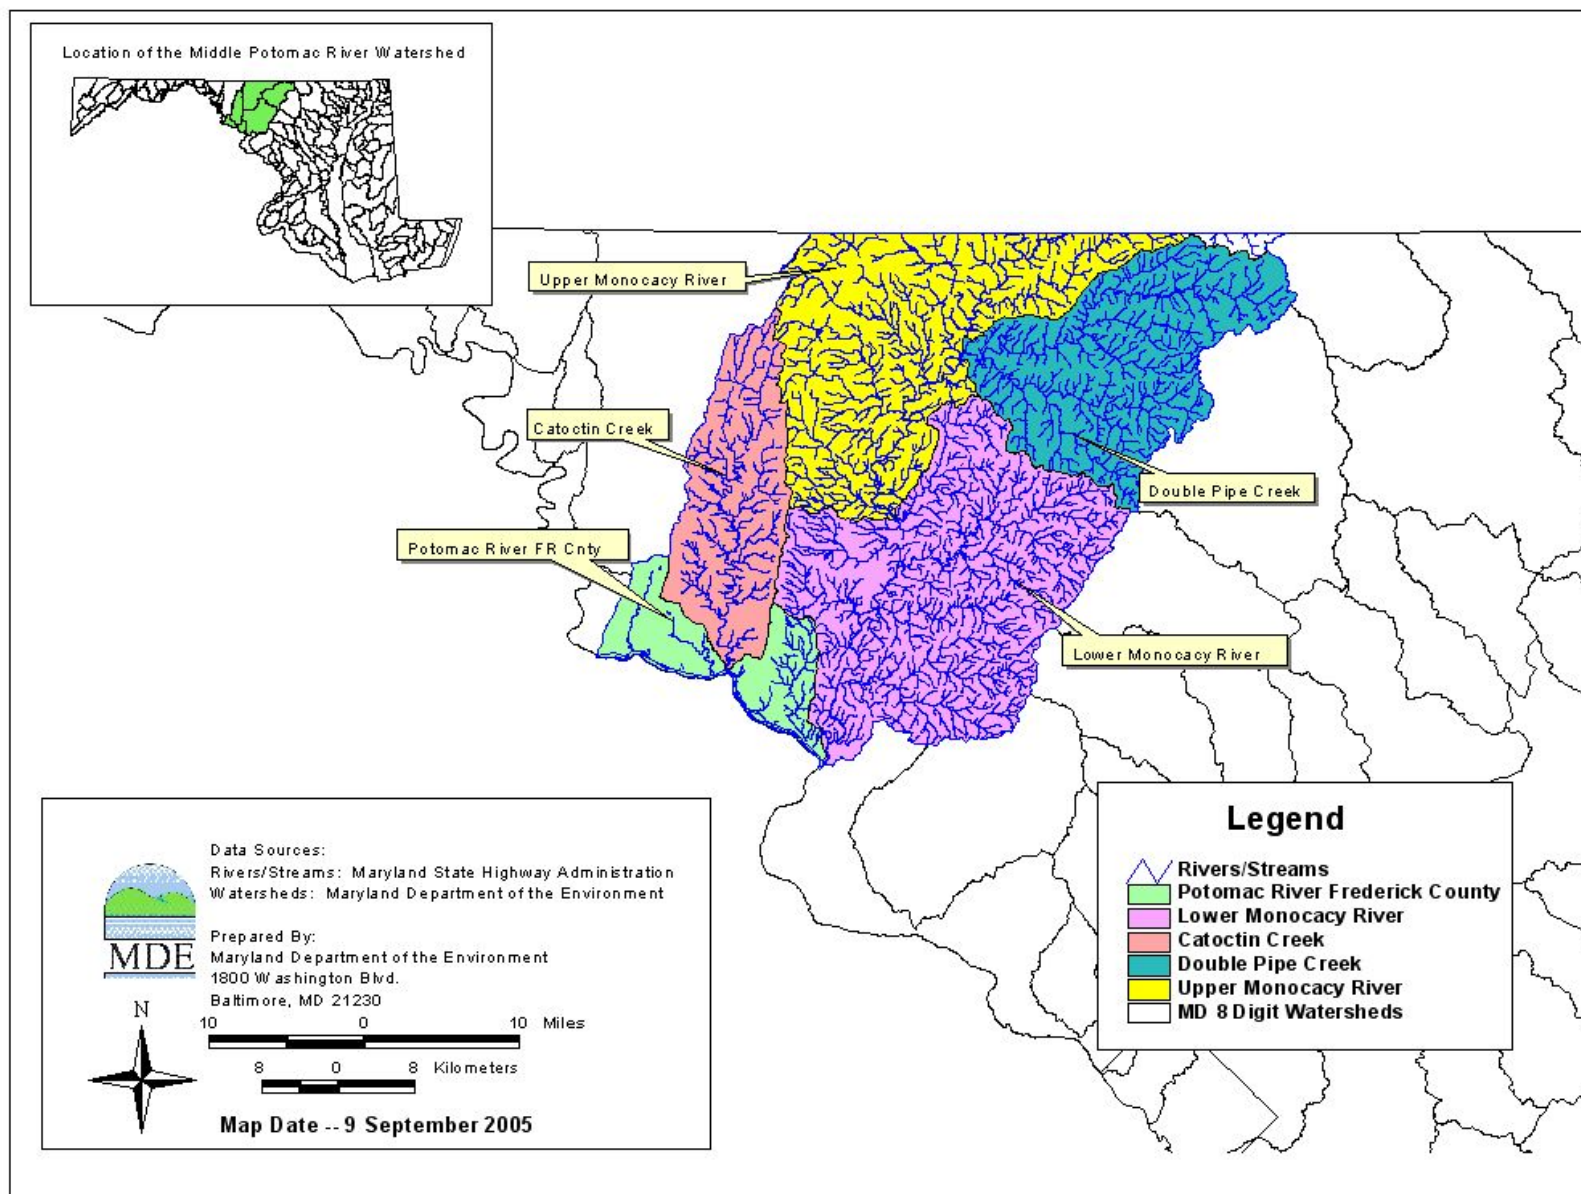 Location of the Middle Potomac River Watershed
Upper Monocacy River
Catoctin Creek
Double Pipe Creek
Potomac River FR Cnty
Lower Monocacy River
Data Sources:
Rivers/Streams: Maryland State Highway Administration
Watersheds: Maryland Department of the Environment
Prepared By:
Maryland Department of the Environment
1800 Washington Blvd.
Baltimore, MD 21230
MDE
N
10 0 10 Miles
8 0 8 Kilometers
Map Date -- 9 September 2005
Legend
Rivers/Streams
Potomac River Frederick County
Lower Monocacy River
Catoctin Creek
Double Pipe Creek
Upper Monocacy River
MD 8 Digit Watersheds